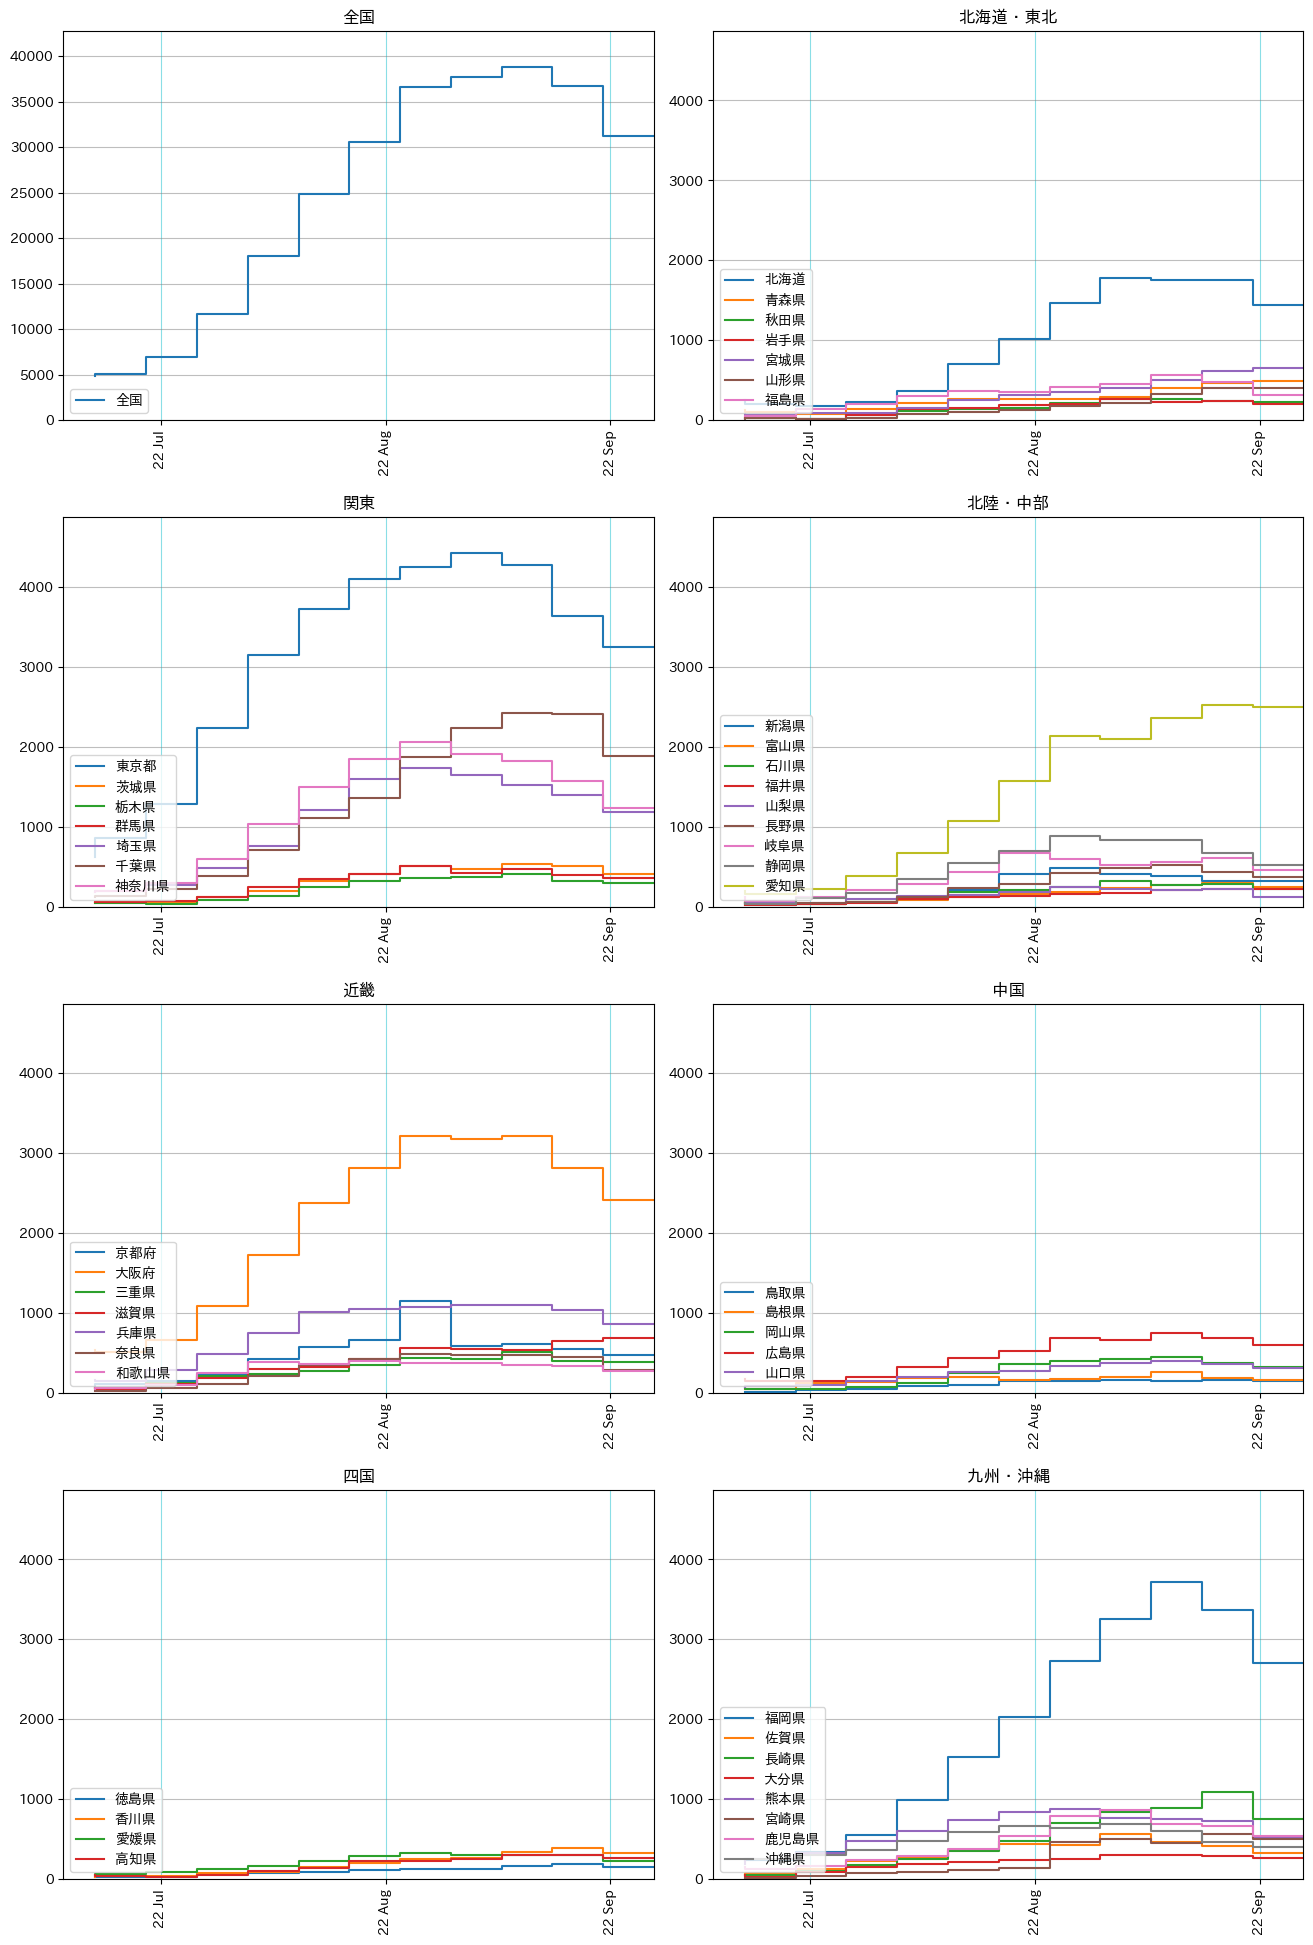 全国
40000
35000
30000
25000
20000
15000
10000
5000
0
全国
22 Jul
22 Aug
22 Sep
北海道・東北
4000
3000
2000
1000
0
北海道
青森県
秋田県
岩手県
宮城県
山形県
福島県
22 Jul
22 Aug
22 Sep
関東
4000
3000
2000
1000
0
東京都
茨城県
栃木県
群馬県
埼玉県
千葉県
神奈川県
22 Jul
22 Aug
22 Sep
北陸・中部
4000
3000
2000
1000
0
新潟県
富山県
石川県
福井県
山梨県
長野県
岐阜県
静岡県
愛知県
22 Jul
22 Aug
22 Sep
近畿
4000
3000
2000
1000
0
京都府
大阪府
三重県
滋賀県
兵庫県
奈良県
和歌山県
22 Jul
22 Aug
22 Sep
中国
4000
3000
2000
1000
0
鳥取県
島根県
岡山県
広島県
山口県
22 Jul
22 Aug
22 Sep
四国
4000
3000
2000
1000
0
徳島県
香川県
愛媛県
高知県
22 Jul
22 Aug
22 Sep
九州・沖縄
4000
3000
2000
1000
0
福岡県
佐賀県
長崎県
大分県
熊本県
宮崎県
鹿児島県
沖縄県
22 Jul
22 Aug
22 Sep